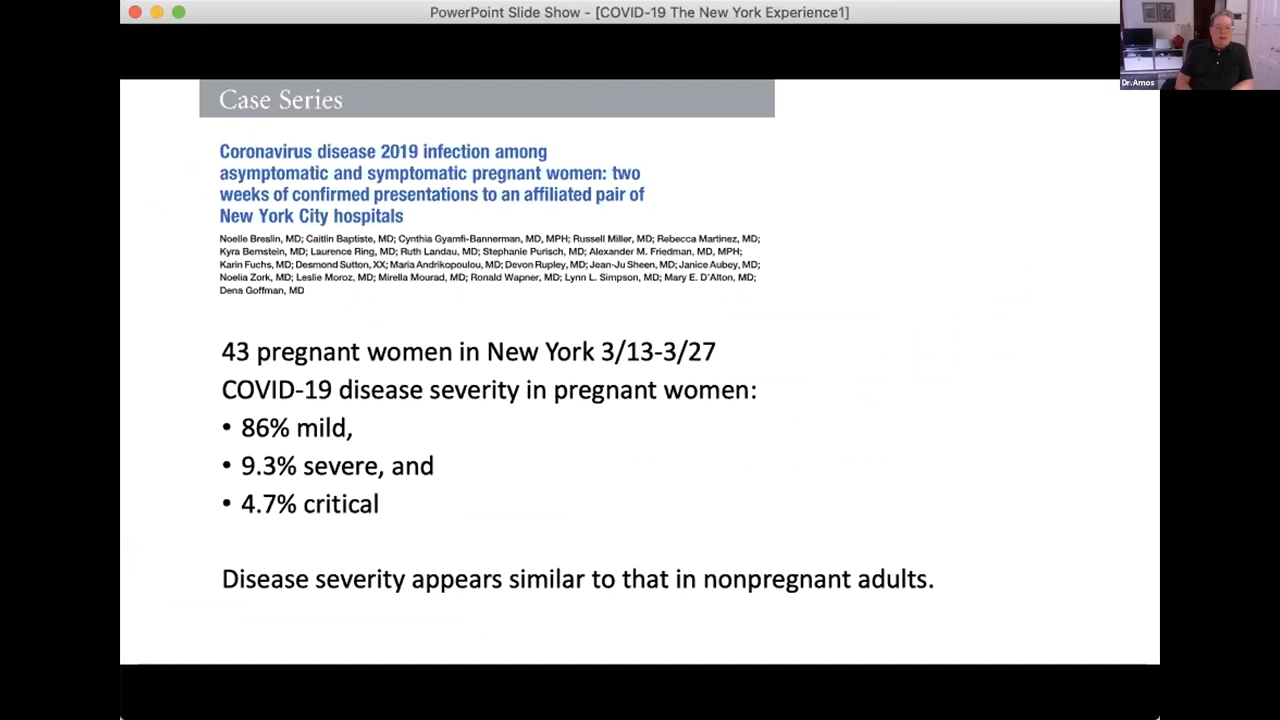 PowerPoint Slide Show - [COVID-19 The New York Experience1]
Dr.Amos
Case Series
Coronavirus disease 2019 infection among
asymptomatic and symptomatic pregnant women: two
weeks of confirmed presentations to an affiliated pair of
New York City hospitals
Noelle Breslin, MD; Caitlin Baptiste, MD; Cynthia Gyamfi-Bannerman, MD, MPH; Russell Miller, MD; Rebecca Martinez, MD;
Kyra Bernstein, MD; Laurence Ring, MD; Ruth Landau, MD; Stephanie Purisch, MD; Alexander M. Friedman, MD, MPH;
Karin Fuchs, MD; Desmond Sutton, XX; Maria Andrikopoulou, MD; Devon Rupley, MD; Jean-Ju Sheen, MD; Janice Aubey, MD;
Noelia Zork, MD; Leslie Moroz, MD; Mirella Mourad, MD; Ronald Wapner, MD; Lynn L. Simpson, MD; Mary E. D'Alton, MD;
Dena Goffman, MD
43 pregnant women in New York 3/13-3/27
COVID-19 disease severity in pregnant women:
• 86% mild,
• 9.3% severe, and
• 4.7% critical
Disease severity appears similar to that in nonpregnant adults.